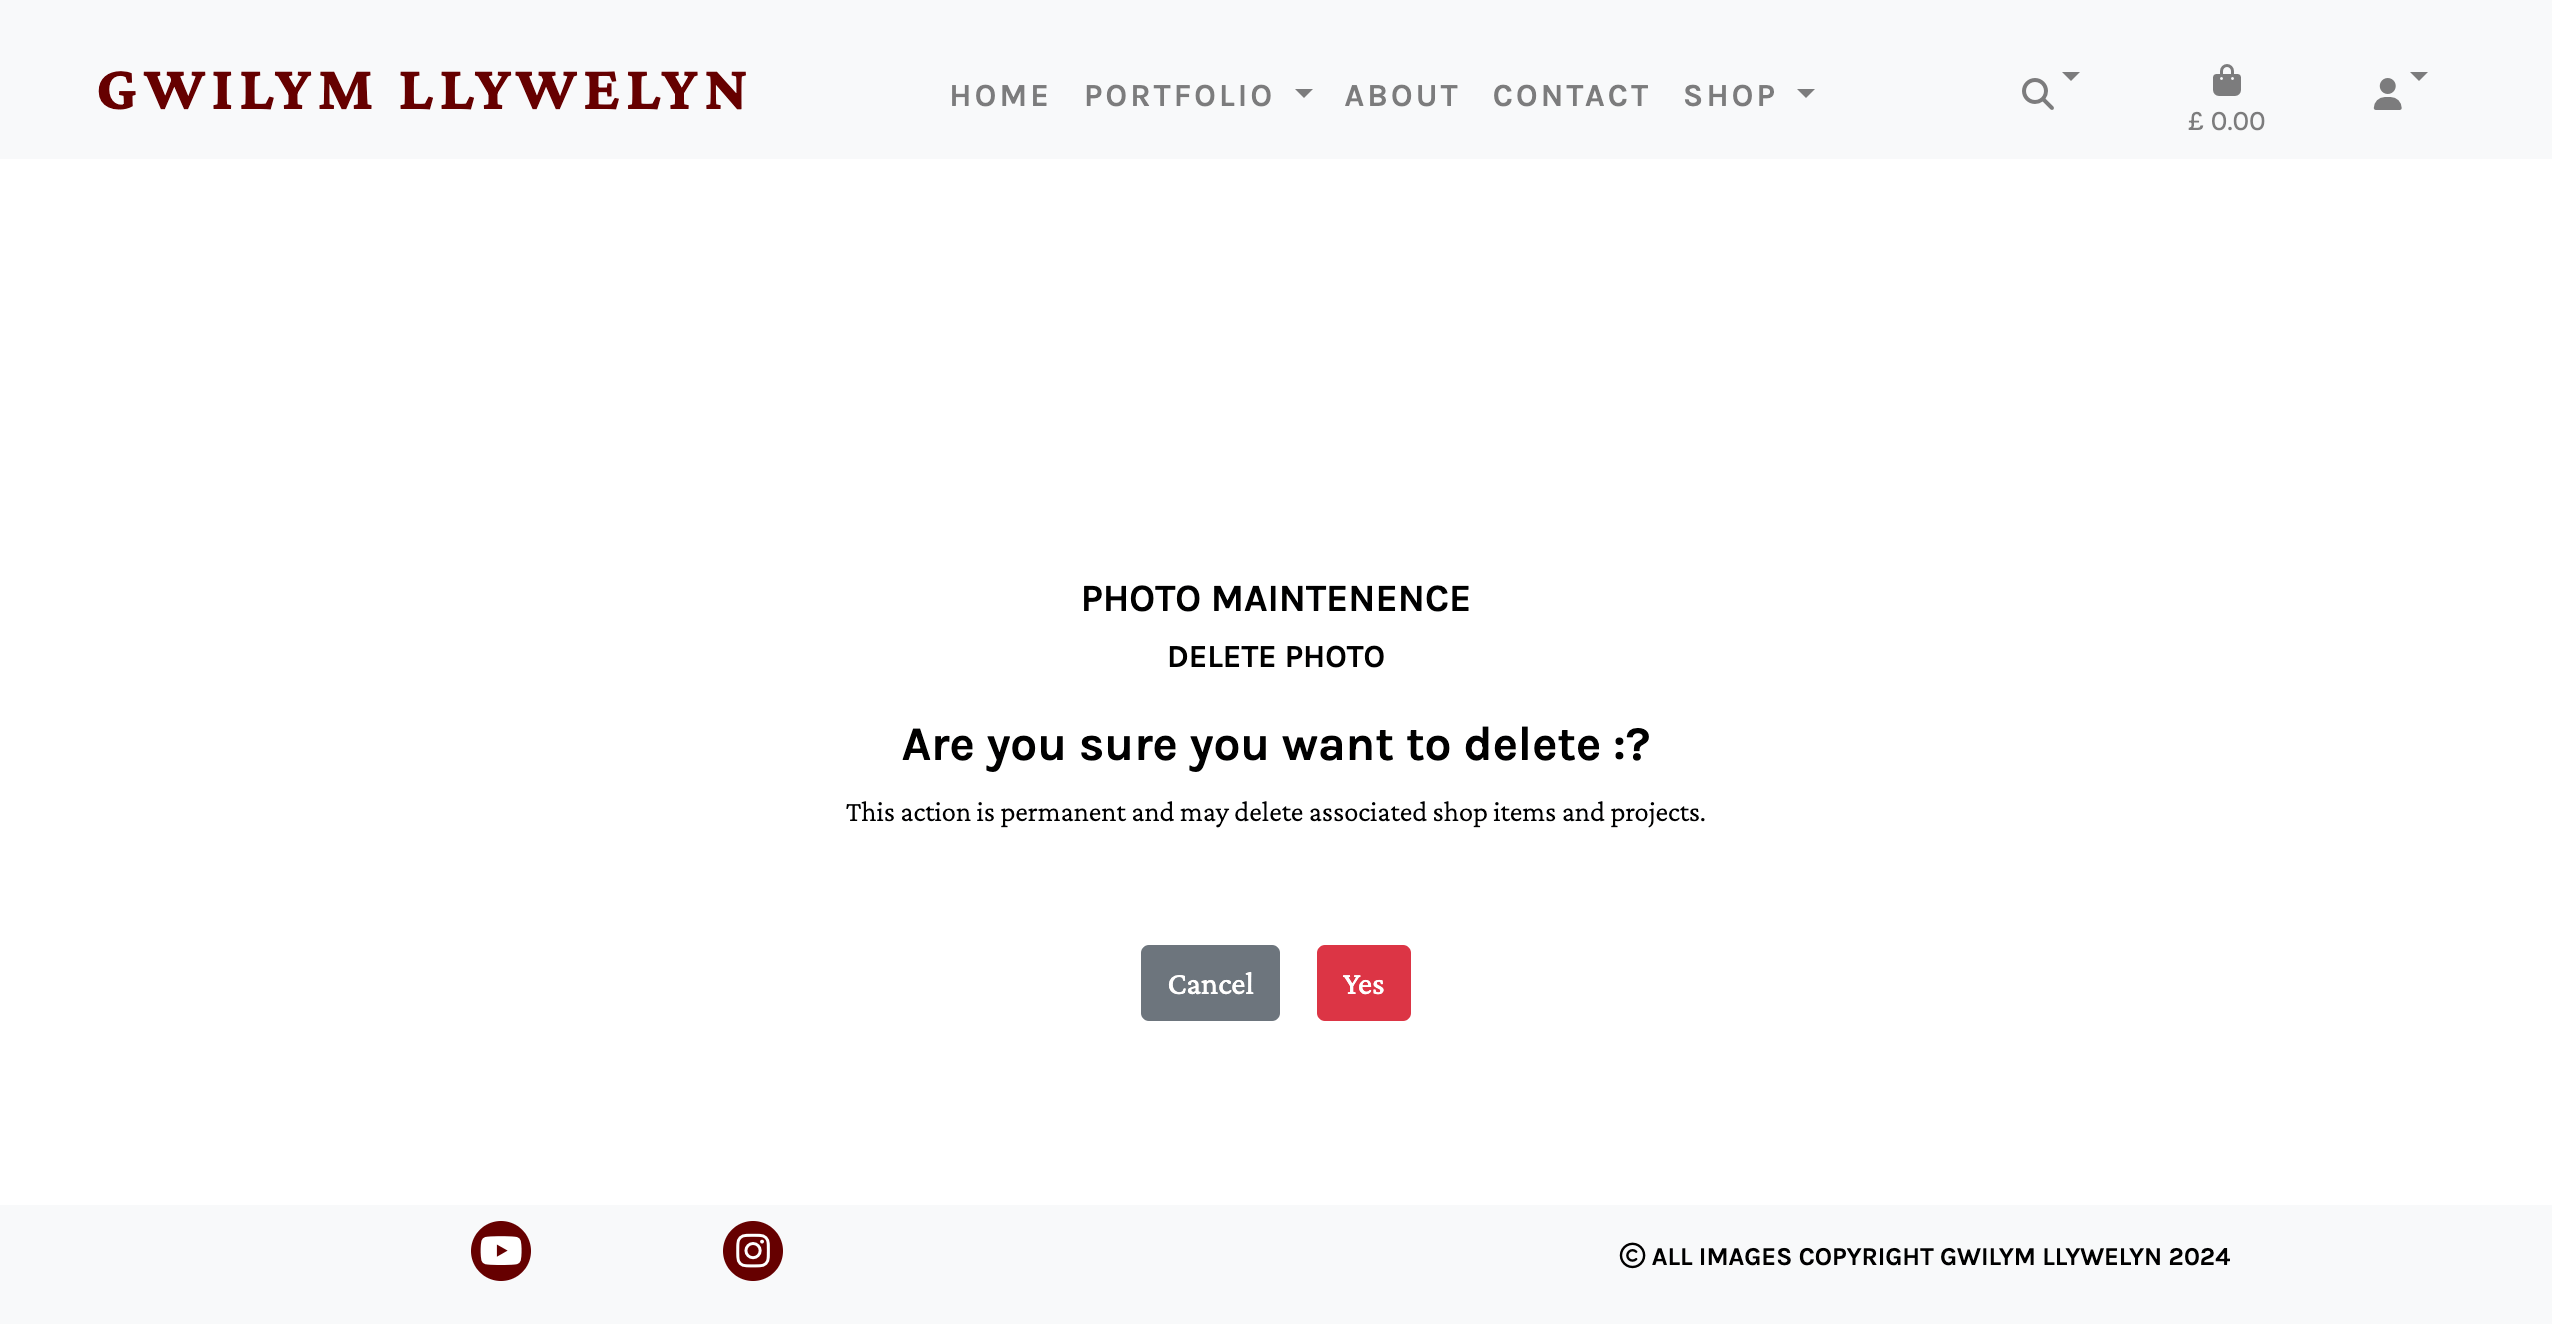 GWILYM LLYWELYN
HOME PORTFOLIO ABOUT CONTACT SHOP
£ 0.00
PHOTO MAINTENENCE
DELETE PHOTO
Are you sure you want to delete :?
This action is permanent and may delete associated shop items and projects.
Cancel Yes
© ALL IMAGES COPYRIGHT GWILYM LLYWELYN 2024